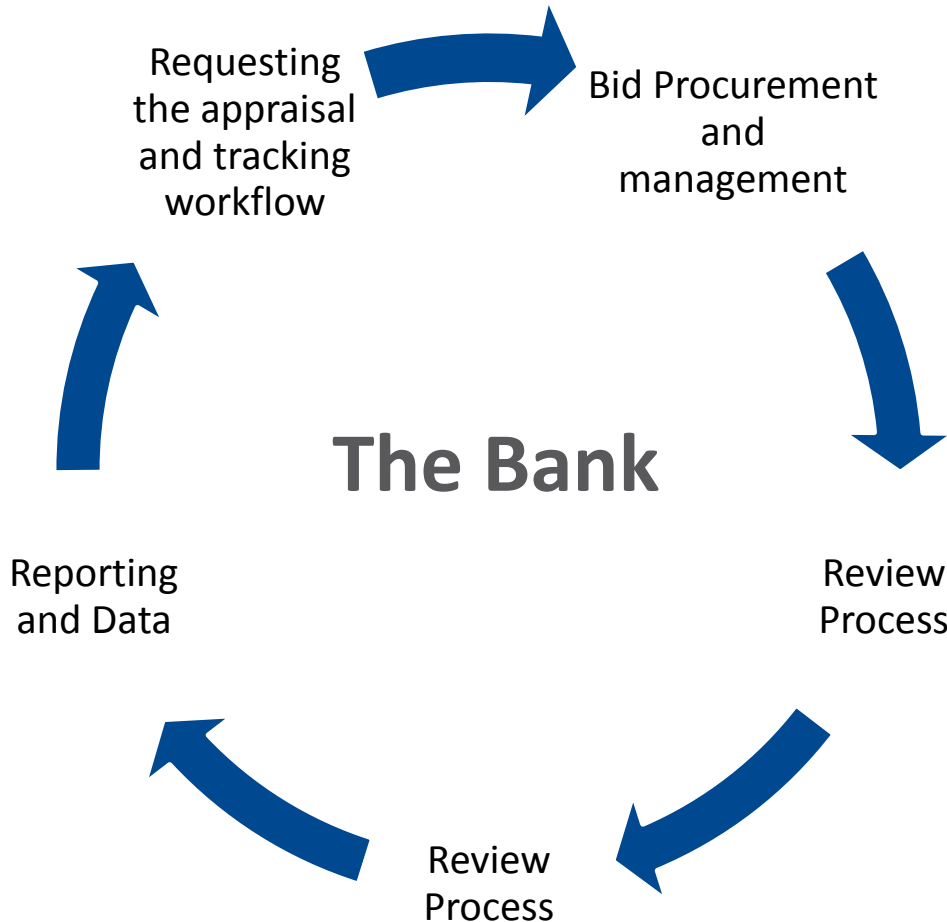 Requesting
the appraisal
and tracking
workflow
Bid Procurement
and
management
The Bank
Review
Process
Review
Process
Reporting
and Data